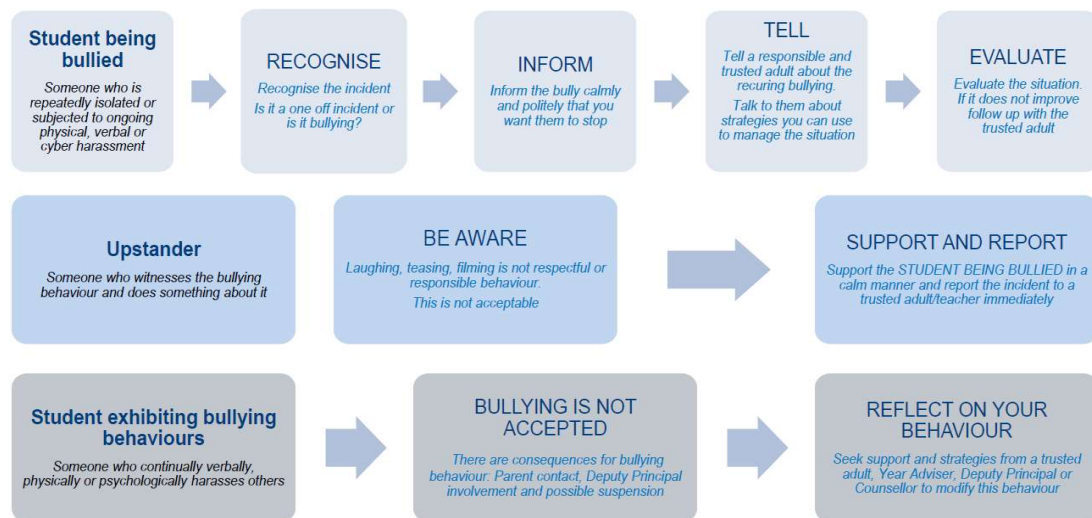 Student being
bullied
Someone who is
repeatedly isolated or
subjected to ongoing
physical, verbal or
cyber harassment
RECOGNISE
Recognise the incident
Is it a one off incident or
is it bullying?
INFORM
Inform the bully calmly
and politely that you
want them to stop
TELL
Tell a responsible and
trusted adult about the
recuring bullying.
Talk to them about
strategies you can use
to manage the situation
EVALUATE
Evaluate the situation.
If it does not improve
follow up with the
trusted adult
Upstander
Someone who witnesses the bullying
behaviour and does something about it
BE AWARE
Laughing, teasing, filming is not respectful or
responsible behaviour.
This is not acceptable
SUPPORT AND REPORT
Support the STUDENT BEING BULLIED in a
calm manner and report the incident to a
trusted adult/teacher immediately
Student exhibiting bullying
behaviours
Someone who continually verbally,
physically or psychologically harasses others
BULLYING IS NOT
ACCEPTED
There are consequences for bullying
behaviour: Parent contact, Deputy Principal
involvement and possible suspension
REFLECT ON YOUR
BEHAVIOUR
Seek support and strategies from a trusted
adult, Year Adviser, Deputy Principal or
Counsellor to modify this behaviour